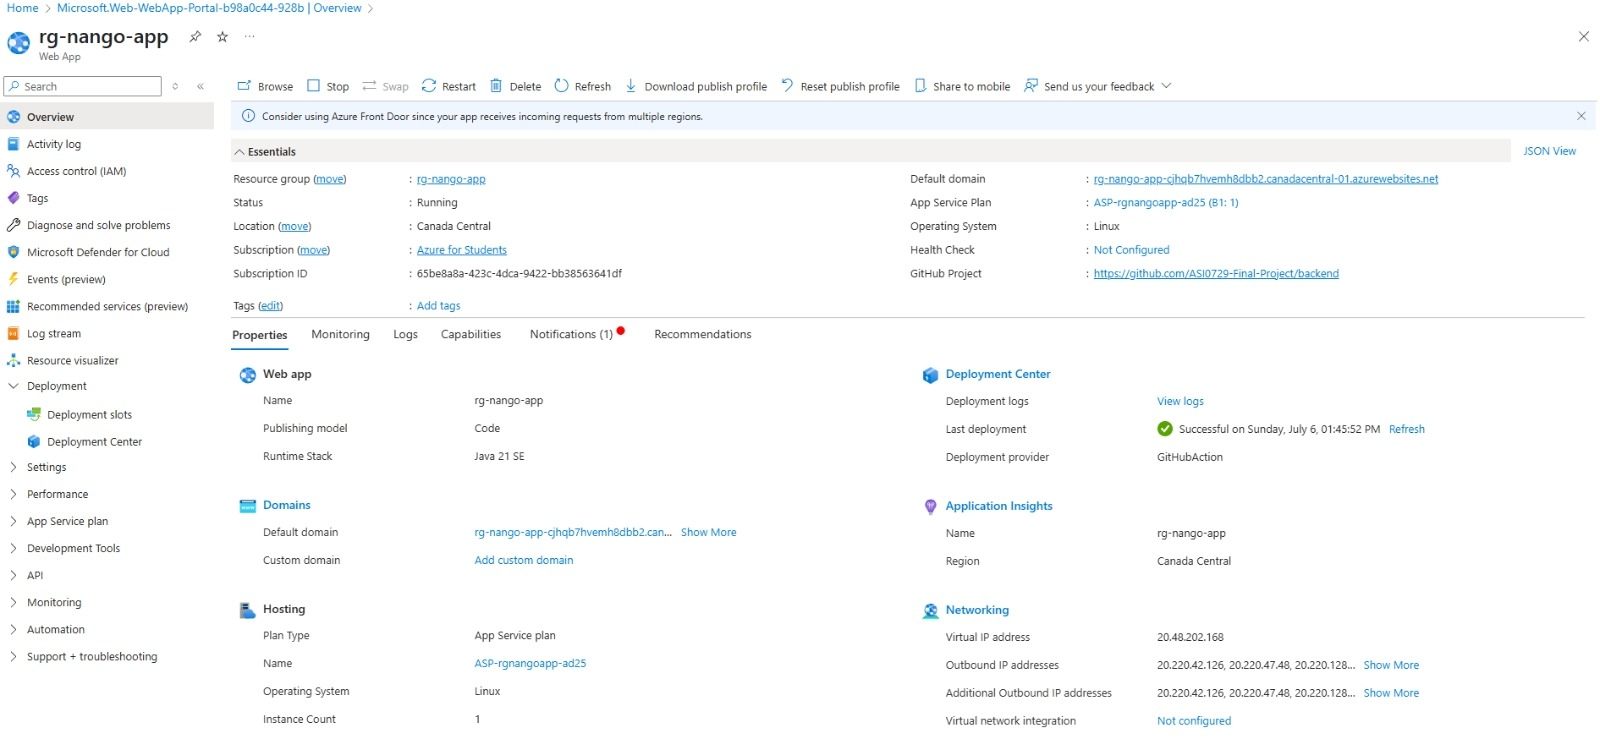 Home > Microsoft.Web-WebApp-Portal-b98a0c44-928b | Overview >
rg-nango-app ...
Web App
Search
Browse Stop Swap Restart Delete Refresh Download publish profile Reset publish profile Share to mobile Send us your feedback
Consider using Azure Front Door since your app receives incoming requests from multiple regions.
Overview
Activity log
Access control (IAM)
Tags
Diagnose and solve problems
Microsoft Defender for Cloud
Events (preview)
Recommended services (preview)
Log stream
Resource visualizer
Deployment
Deployment slots
Deployment Center
Settings
Performance
App Service plan
Development Tools
API
Monitoring
Automation
Support + troubleshooting
Essentials
JSON View
Resource group (move) : rg-nango-app
Status : Running
Location (move) : Canada Central
Subscription (move) : Azure for Students
Subscription ID : 65be8a8a-423c-4dca-9422-bb38563641df
Tags (edit) : Add tags
Default domain : rg-nango-app-cjhqb7hvemh8dbb2.canadacentral-01.azurewebsites.net
App Service Plan : ASP-rgnangoapp-ad25 (B1: 1)
Operating System : Linux
Health Check : Not Configured
GitHub Project : https://github.com/ASI0729-Final-Project/backend
Properties Monitoring Logs Capabilities Notifications (1) Recommendations
Web app
Name rg-nango-app
Publishing model Code
Runtime Stack Java 21 SE
Domains
Default domain rg-nango-app-cjhqb7hvemh8dbb2.can... Show More
Custom domain Add custom domain
Hosting
Plan Type App Service plan
Name ASP-rgnangoapp-ad25
Operating System Linux
Instance Count 1
Deployment Center
Deployment logs View logs
Last deployment Successful on Sunday, July 6, 01:45:52 PM Refresh
Deployment provider GitHubAction
Application Insights
Name rg-nango-app
Region Canada Central
Networking
Virtual IP address 20.48.202.168
Outbound IP addresses 20.220.42.126, 20.220.47.48, 20.220.128... Show More
Additional Outbound IP addresses 20.220.42.126, 20.220.47.48, 20.220.128... Show More
Virtual network integration Not configured